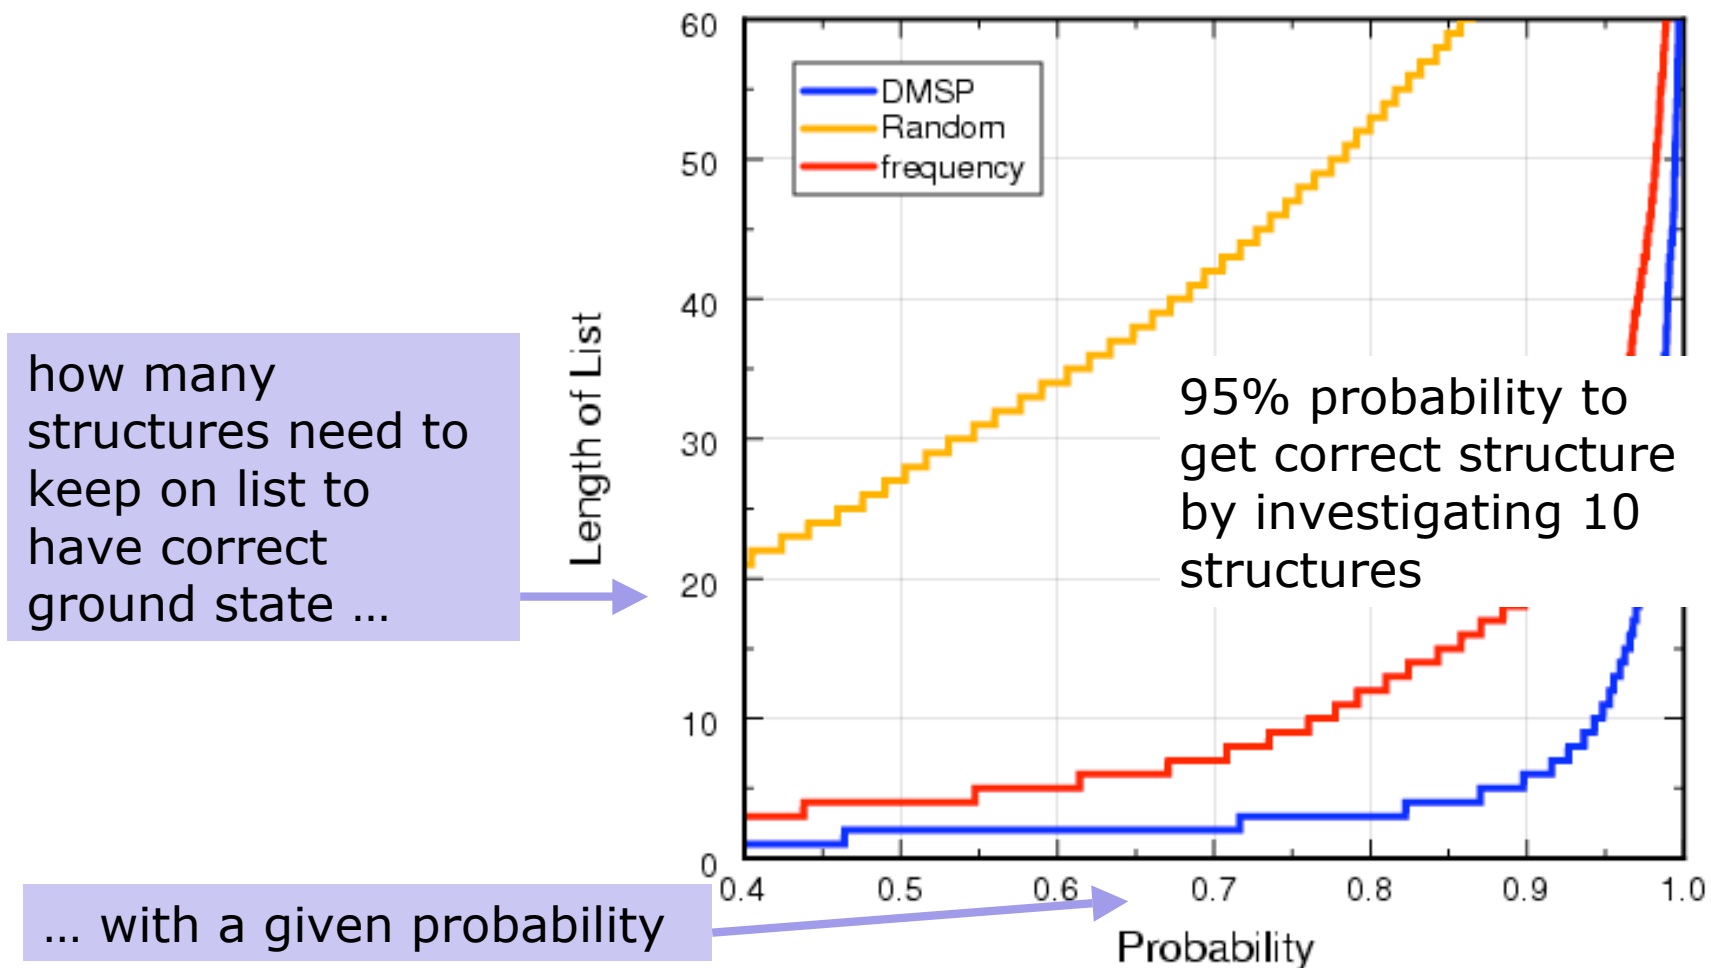 60
50
40
30
20
10
0
Length of List
DMSP
Random
frequency
how many
structures need to
keep on list to
have correct
ground state …
95% probability to
get correct structure
by investigating 10
structures
0.4 0.5 0.6 0.7 0.8 0.9 1.0
… with a given probability
Probability